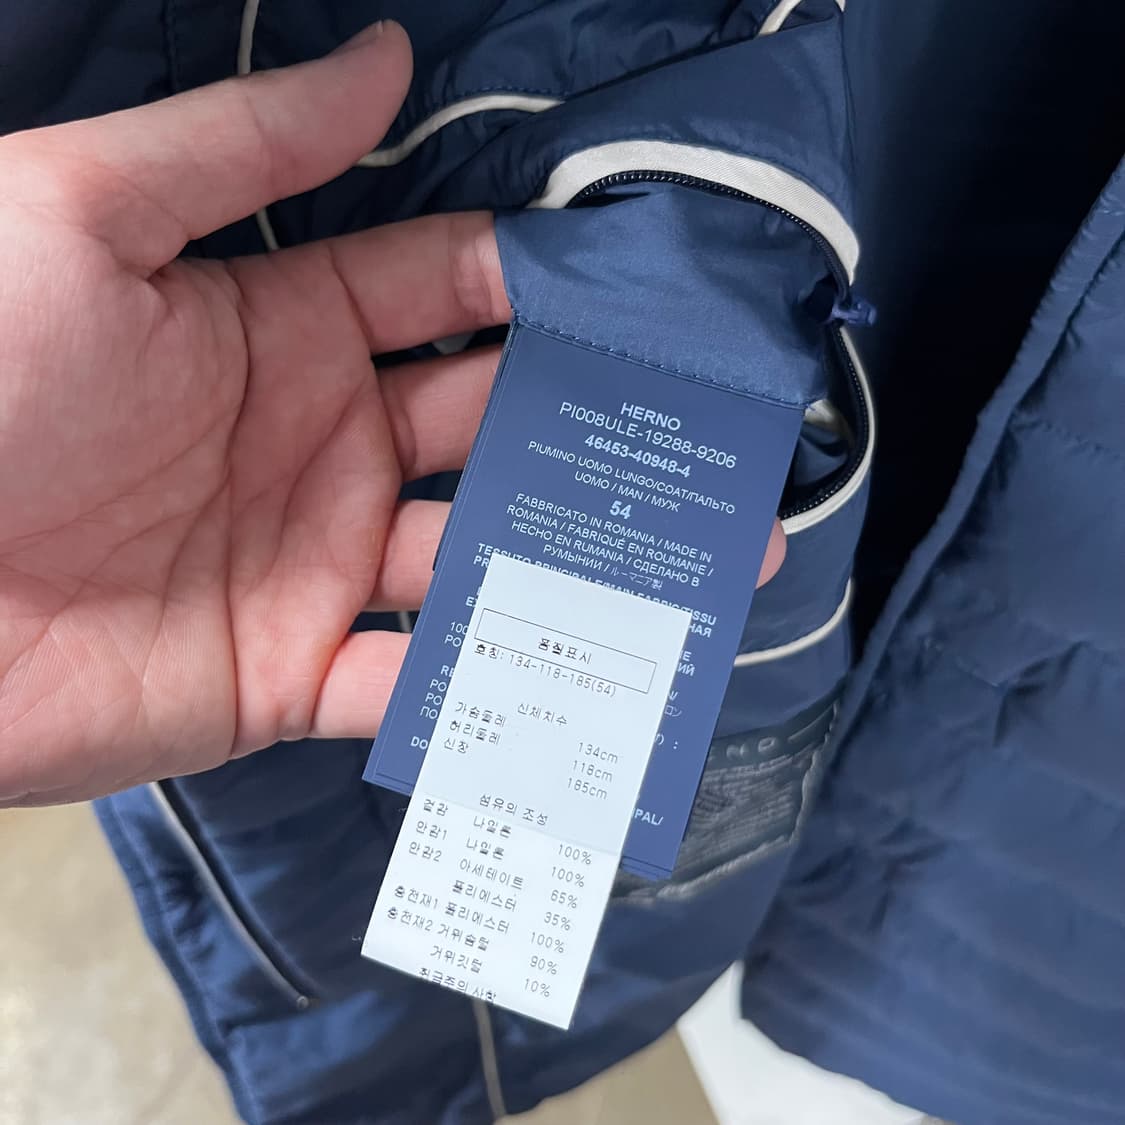 HERNO
PI008ULE-19288-9206
46453-40948-4
PIUMINO UOMO LUNGO/COAT/ПАЛЬТО
UOMO / MAN / МУЖ
54
FABBRICATO IN ROMANIA / MADE IN
ROMANIA / FABRIQUÉ EN ROUMANIE /
HECHO EN RUMANIA / СДЕЛАНО В
РУМЫНИИ / ルーマニア製
TESSUTO PRINCIPALE/MAIN FABRIC/TISSU
품질표시
호칭: 134-118-185(54)
신체치수
가슴둘레 134cm
허리둘레 118cm
신장 185cm
섬유의 조성
겉감 나일론 100%
안감1 나일론 100%
안감2 아세테이트 65%
폴리에스터 35%
충전재1 폴리에스터 100%
충전재2 거위솜털 90%
거위깃털 10%
취급주의 사항